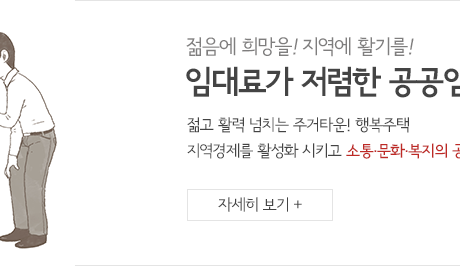 젊음에 희망을! 지역에 활기를!
임대료가 저렴한 공공임
젊고 활력 넘치는 주거타운! 행복주택
지역경제를 활성화 시키고 소통·문화·복지의 공
자세히 보기 +